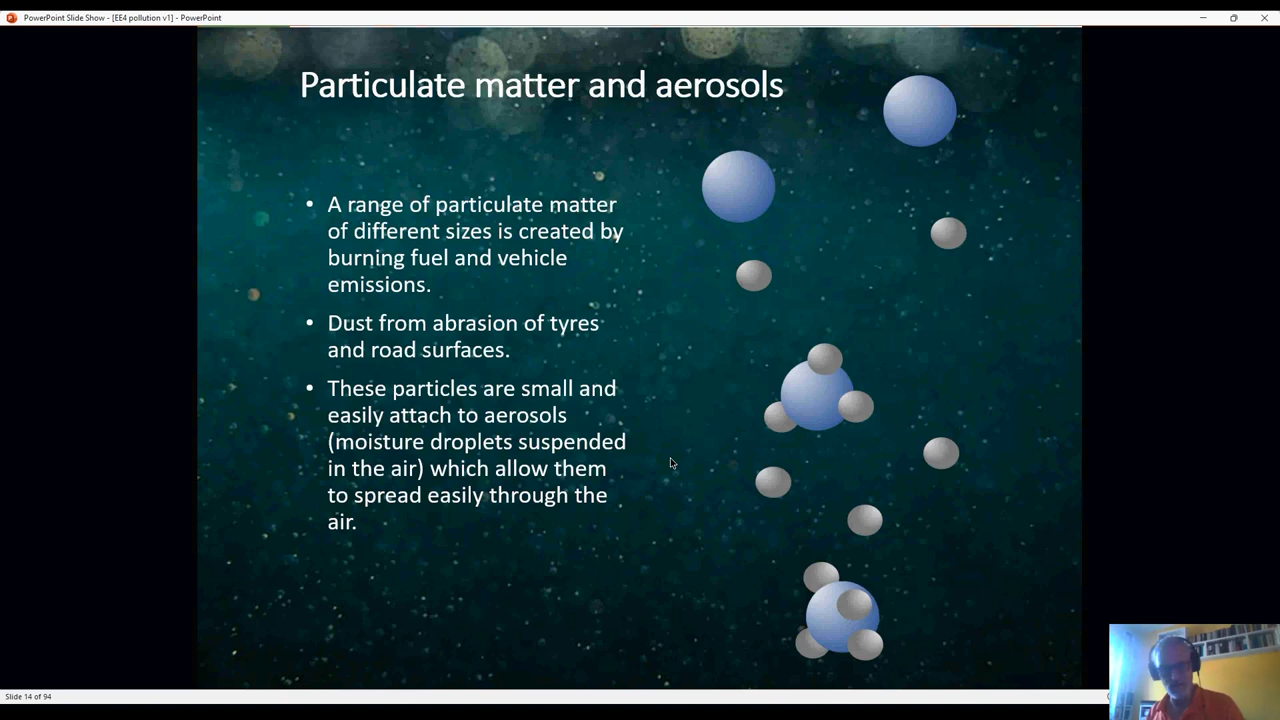 PowerPoint Slide Show - [EE4 pollution v1] - PowerPoint
Particulate matter and aerosols
• A range of particulate matter
of different sizes is created by
burning fuel and vehicle
emissions.
• Dust from abrasion of tyres
and road surfaces.
• These particles are small and
easily attach to aerosols
(moisture droplets suspended
in the air) which allow them
to spread easily through the
air.
Slide 14 of 94